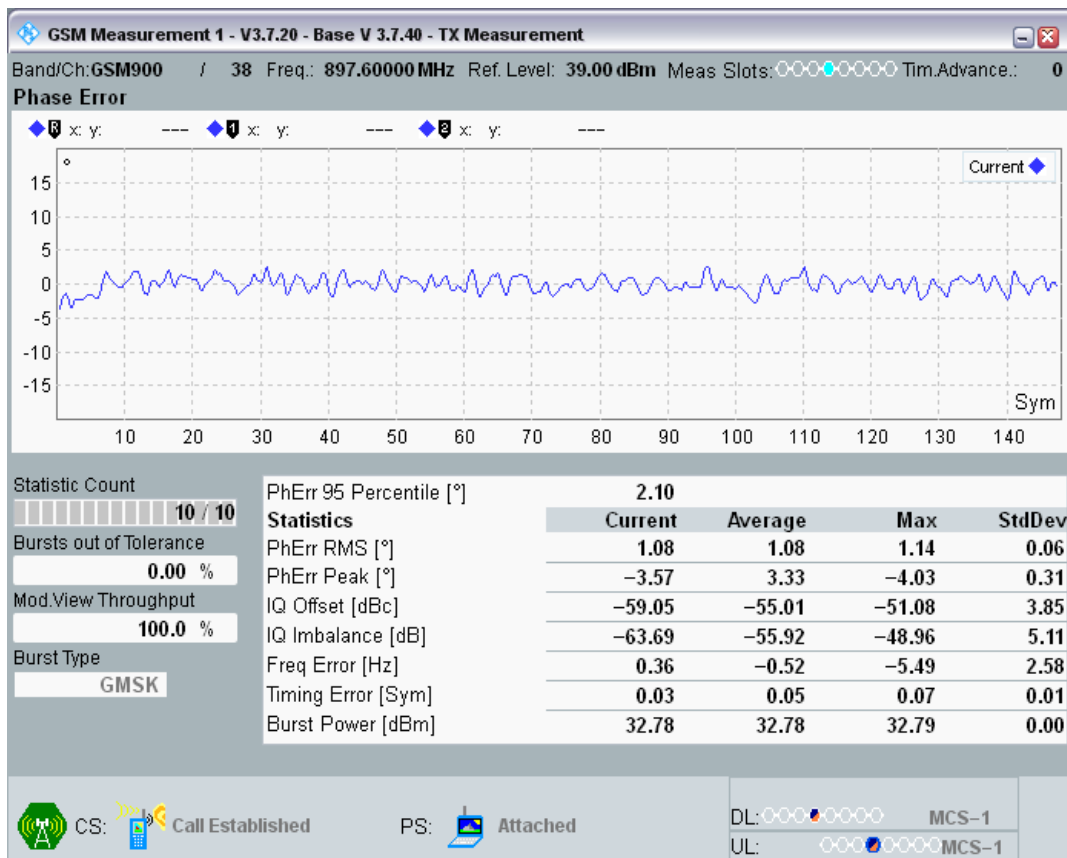 GSM Measurement 1 - V3.7.20 - Base V 3.7.40 - TX Measurement
Band/Ch:GSM900 / 38 Freq.: 897.60000 MHz Ref. Level: 39.00 dBm Meas Slots: Tim.Advance.: 0
Phase Error
R x: y: --- 1 x: y: --- 2 x: y: ---
° Current
15
10
5
0
-5
-10
-15
Sym
10 20 30 40 50 60 70 80 90 100 110 120 130 140
Statistic Count
10 / 10
Bursts out of Tolerance
0.00 %
Mod.View Throughput
100.0 %
Burst Type
GMSK
PhErr 95 Percentile [°] 2.10
Statistics Current Average Max StdDev
PhErr RMS [°] 1.08 1.08 1.14 0.06
PhErr Peak [°] −3.57 3.33 −4.03 0.31
IQ Offset [dBc] −59.05 −55.01 −51.08 3.85
IQ Imbalance [dB] −63.69 −55.92 −48.96 5.11
Freq Error [Hz] 0.36 −0.52 −5.49 2.58
Timing Error [Sym] 0.03 0.05 0.07 0.01
Burst Power [dBm] 32.78 32.78 32.79 0.00
CS: Call Established PS: Attached
DL: MCS−1
UL: MCS−1